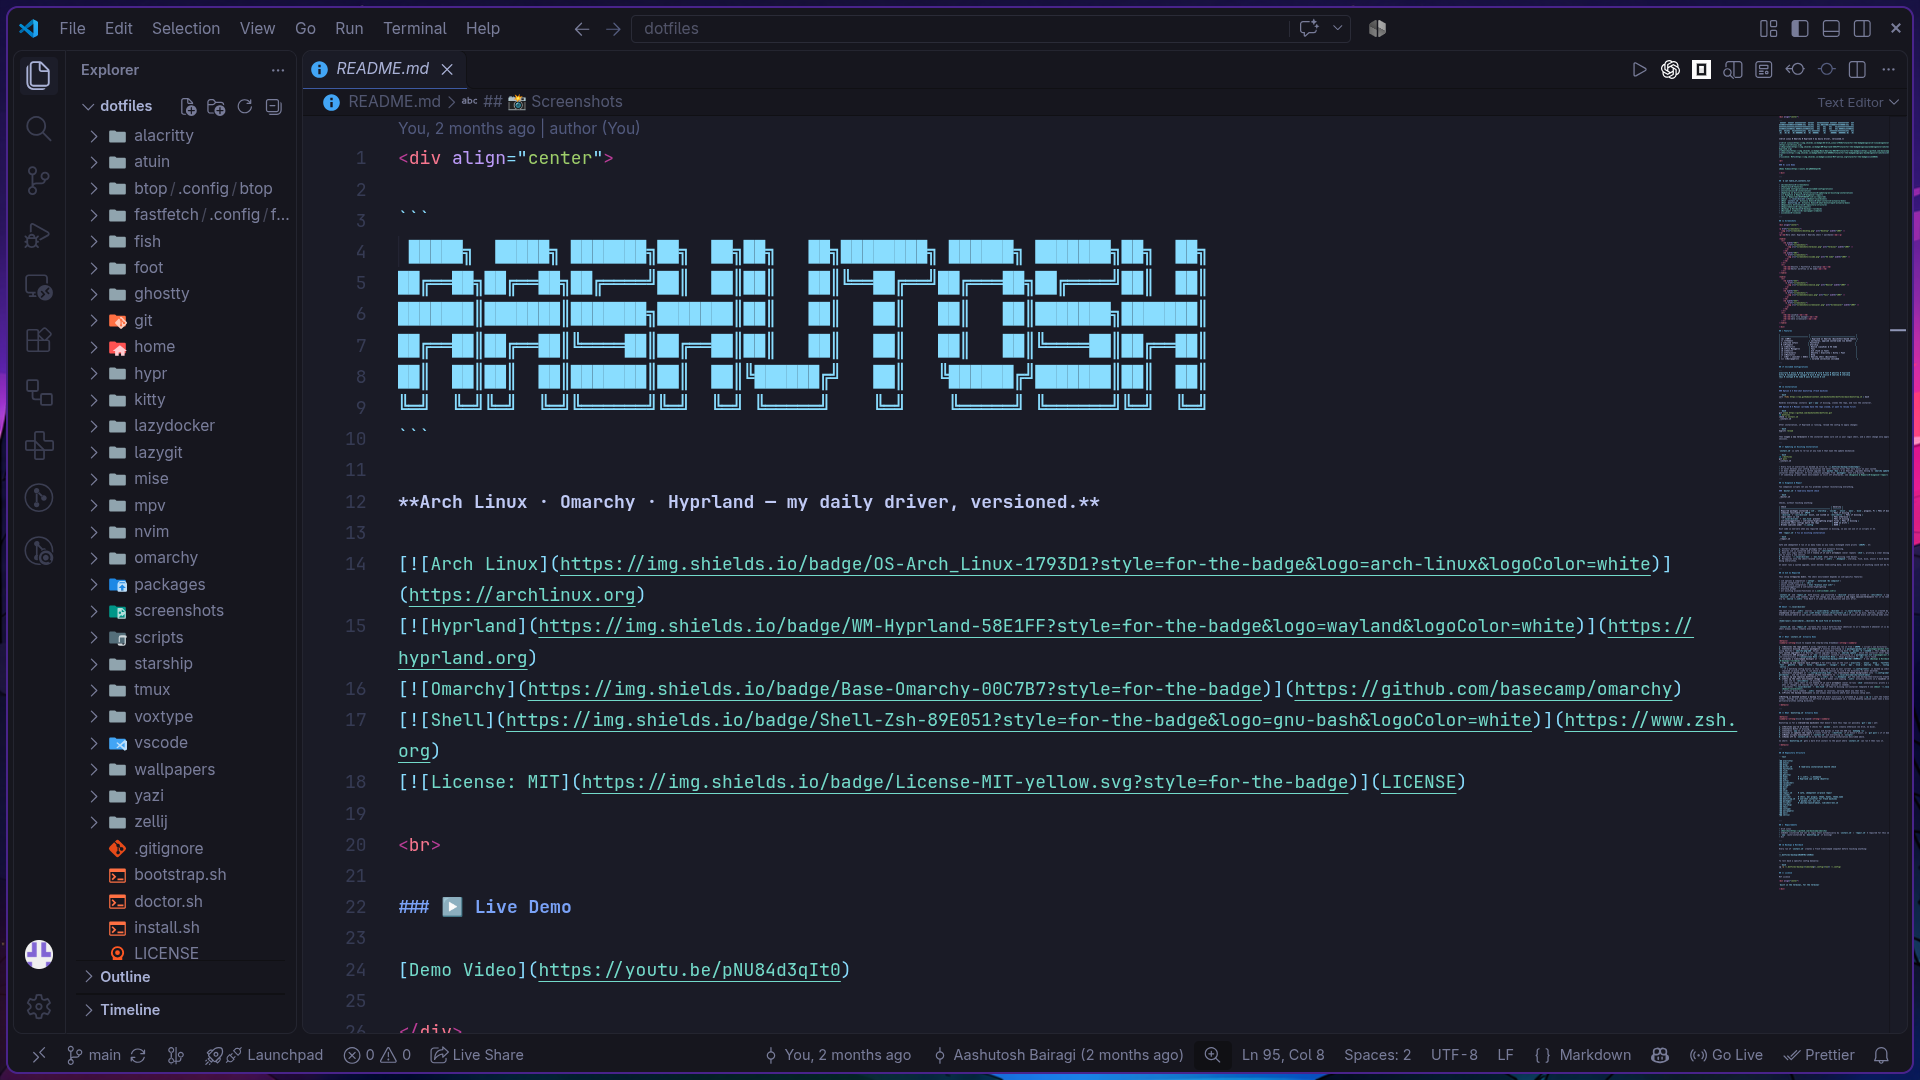 File Edit Selection View Go Run Terminal Help
dotfiles
Explorer
README.md
dotfiles
README.md > abc ## 📸 Screenshots
Text Editor
alacritty
atuin
btop / .config / btop
fastfetch / .config / f...
fish
foot
ghostty
git
home
hypr
kitty
lazydocker
lazygit
mise
mpv
nvim
omarchy
packages
screenshots
scripts
starship
tmux
voxtype
vscode
wallpapers
yazi
zellij
.gitignore
bootstrap.sh
doctor.sh
install.sh
LICENSE
Outline
Timeline
You, 2 months ago | author (You)
1 <div align="center">
2
3 ```
4
5
6 AASHUTOSH
7
8
9
10 ```
11
12 **Arch Linux · Omarchy · Hyprland — my daily driver, versioned.**
13
14 [![Arch Linux](https://img.shields.io/badge/OS-Arch_Linux-1793D1?style=for-the-badge&logo=arch-linux&logoColor=white)]
(https://archlinux.org)
15 [![Hyprland](https://img.shields.io/badge/WM-Hyprland-58E1FF?style=for-the-badge&logo=wayland&logoColor=white)](https://
hyprland.org)
16 [![Omarchy](https://img.shields.io/badge/Base-Omarchy-00C7B7?style=for-the-badge)](https://github.com/basecamp/omarchy)
17 [![Shell](https://img.shields.io/badge/Shell-Zsh-89E051?style=for-the-badge&logo=gnu-bash&logoColor=white)](https://www.zsh.
org)
18 [![License: MIT](https://img.shields.io/badge/License-MIT-yellow.svg?style=for-the-badge)](LICENSE)
19
20 <br>
21
22 ### ▶️ Live Demo
23
24 [Demo Video](https://youtu.be/pNU84d3qIt0)
25
26 </div>
main Launchpad 0 0 Live Share You, 2 months ago Aashutosh Bairagi (2 months ago) Ln 95, Col 8 Spaces: 2 UTF-8 LF { } Markdown Go Live Prettier